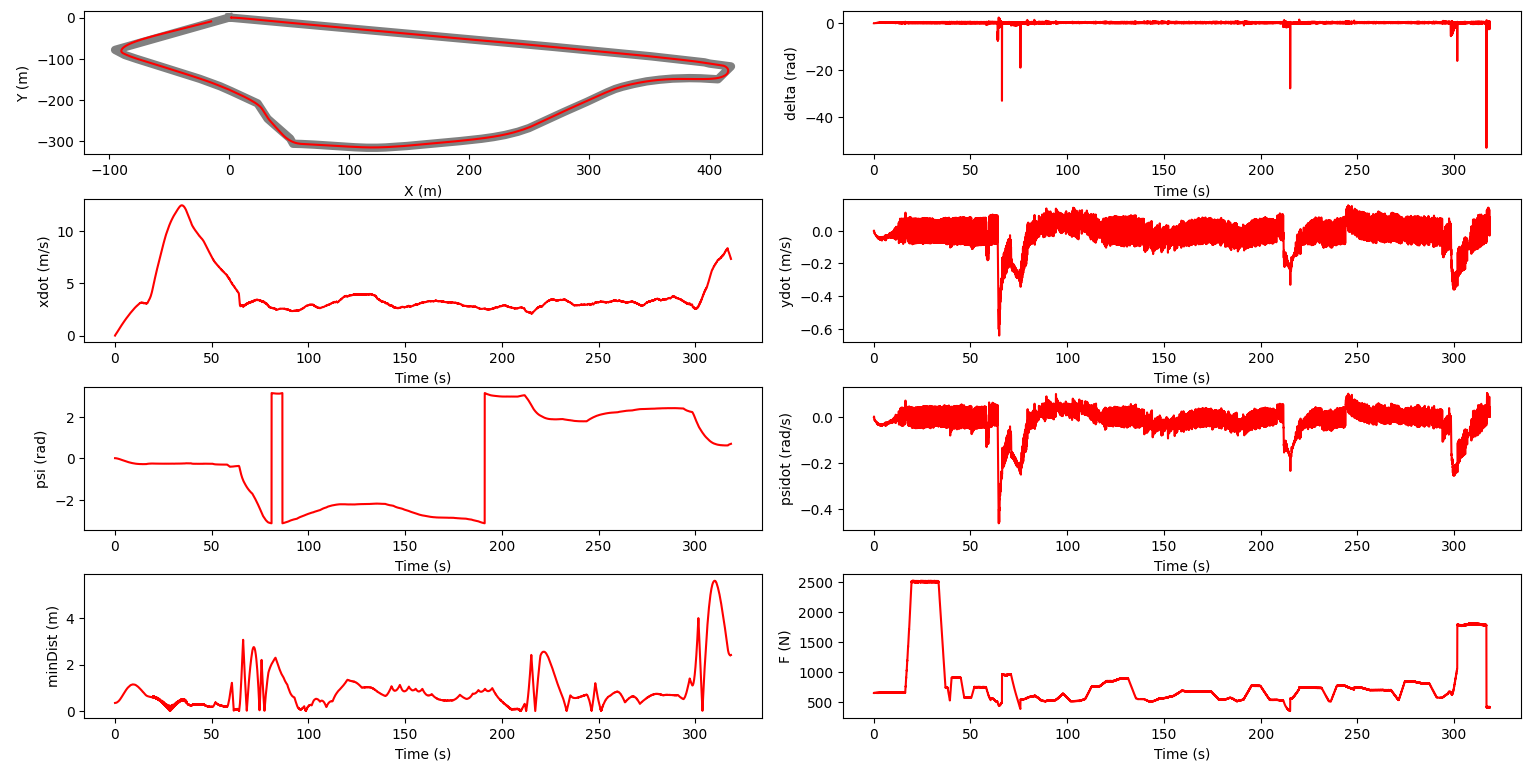 0
−100
−200
−300
Y (m)
−100 0 100 200 300 400
X (m)
0
−20
−40
delta (rad)
Time (s)
10
5
0
xdot (m/s)
0 50 100 150 200 250 300
Time (s)
0.0
−0.2
−0.4
−0.6
ydot (m/s)
0 50 100 150 200 250 300
Time (s)
2
0
−2
psi (rad)
0 50 100 150 200 250 300
Time (s)
0.0
−0.2
−0.4
psidot (rad/s)
0 50 100 150 200 250 300
Time (s)
4
2
0
minDist (m)
0 50 100 150 200 250 300
Time (s)
2500
2000
1500
1000
500
F (N)
0 50 100 150 200 250 300
Time (s)
0 50 100 150 200 250 300